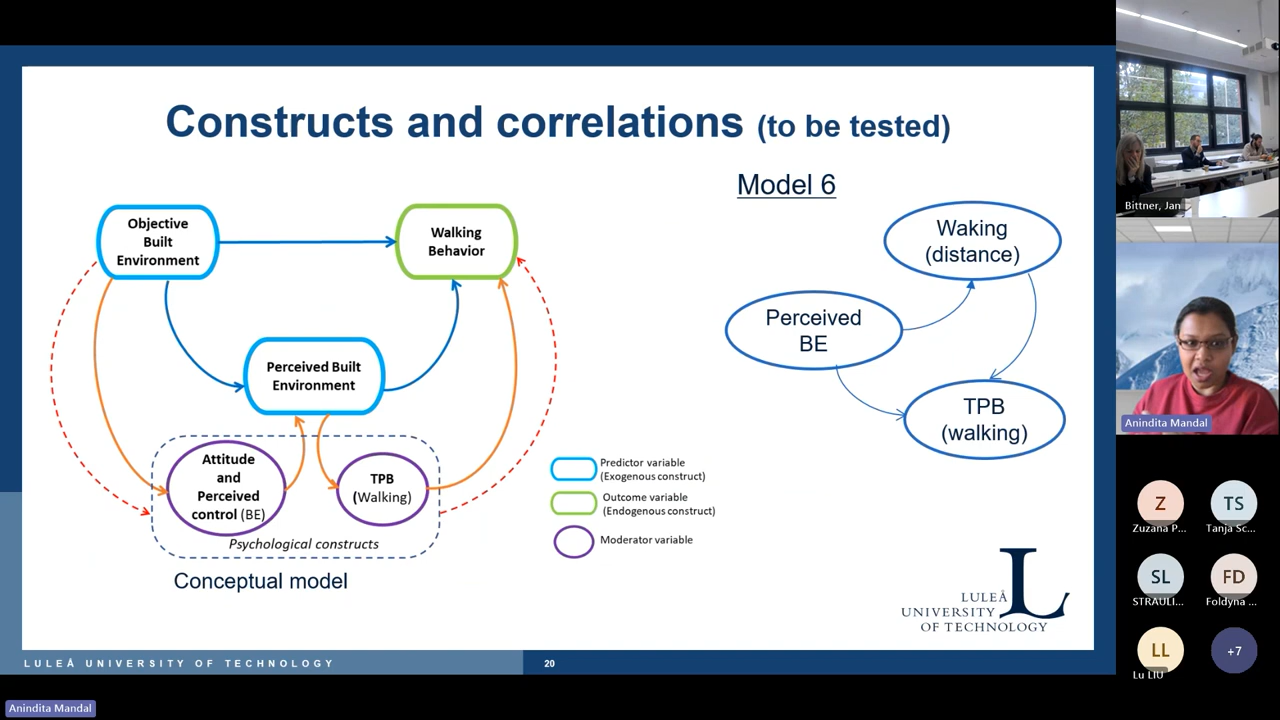 Constructs and correlations (to be tested)
Model 6
Objective
Built
Environment
Walking
Behavior
Perceived Built
Environment
Attitude
and
Perceived
control (BE)
TPB
(Walking)
Psychological constructs
Conceptual model
Predictor variable
(Exogenous construct)
Outcome variable
(Endogenous construct)
Moderator variable
Waking
(distance)
Perceived
BE
TPB
(walking)
LULEÅ
UNIVERSITY
OF TECHNOLOGY
LULEÅ UNIVERSITY OF TECHNOLOGY
20
Bittner, Jan
Anindita Mandal
Z
Zuzana P...
TS
Tanja Sc...
SL
STRAULI...
FD
Foldyna ...
LL
Lu LIU
+7
Anindita Mandal